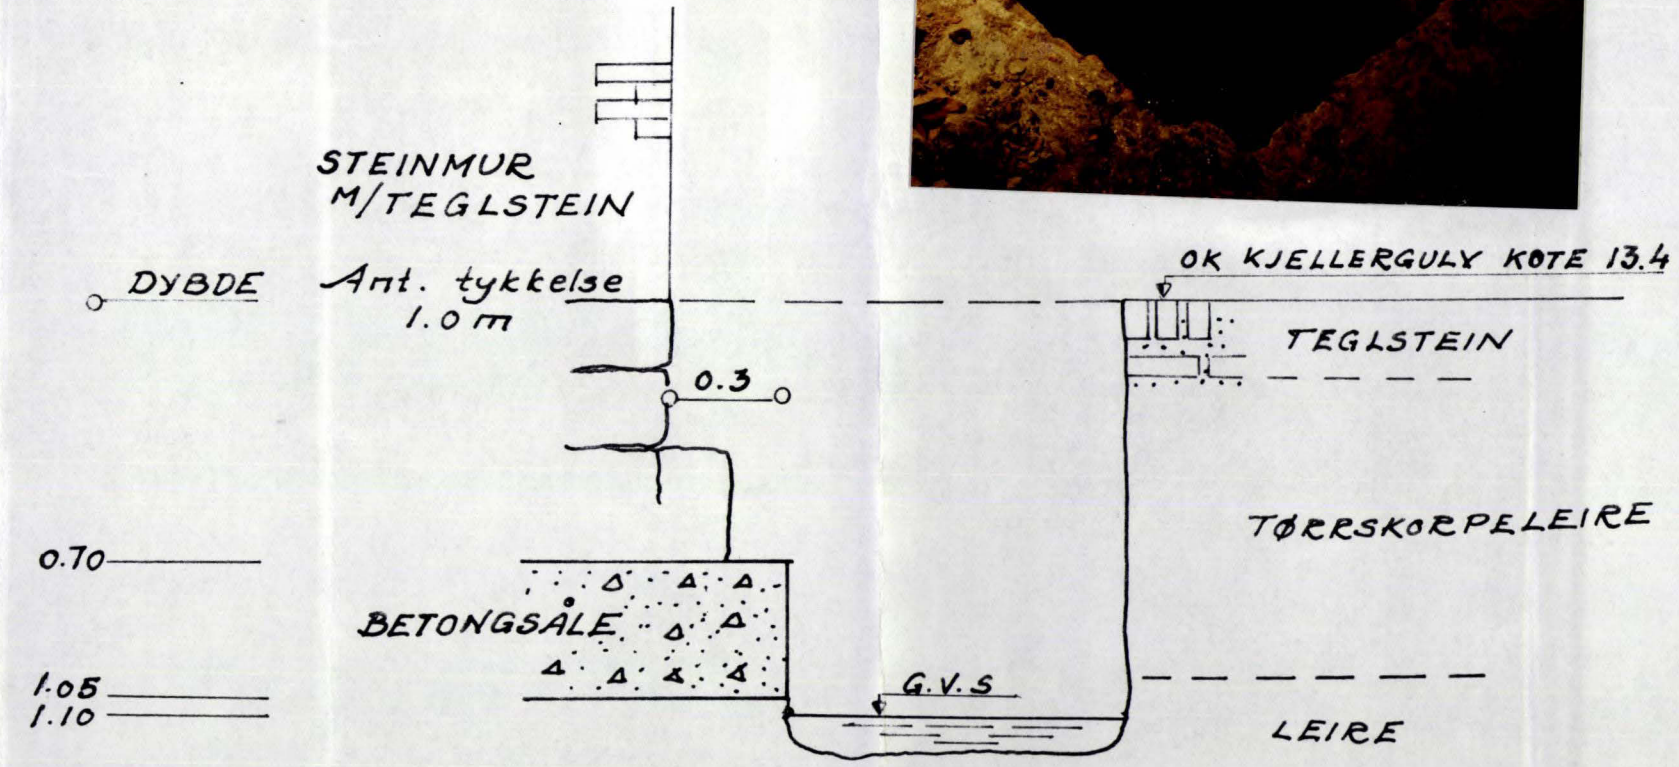 STEINMUR
M/TEGLSTEIN
OK KJELLERGULV KOTE 13.4
DYBDE
Ant. tykkelse
1.0 m
TEGLSTEIN
0.3
TØRRSKORPELEIRE
0.70
BETONGSÅLE
1.05
G.V.S
1.10
LEIRE